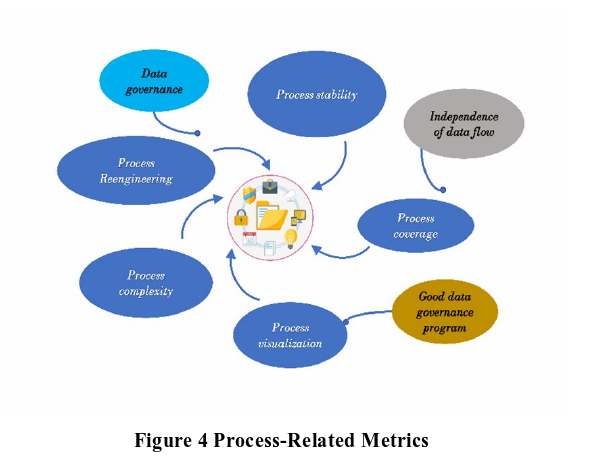 Data
governance
Process stability
Independence
of data flow
Process
Reengineering
Process
coverage
Process
complexity
Good data
governance
program
Process
visualization
Figure 4 Process-Related Metrics